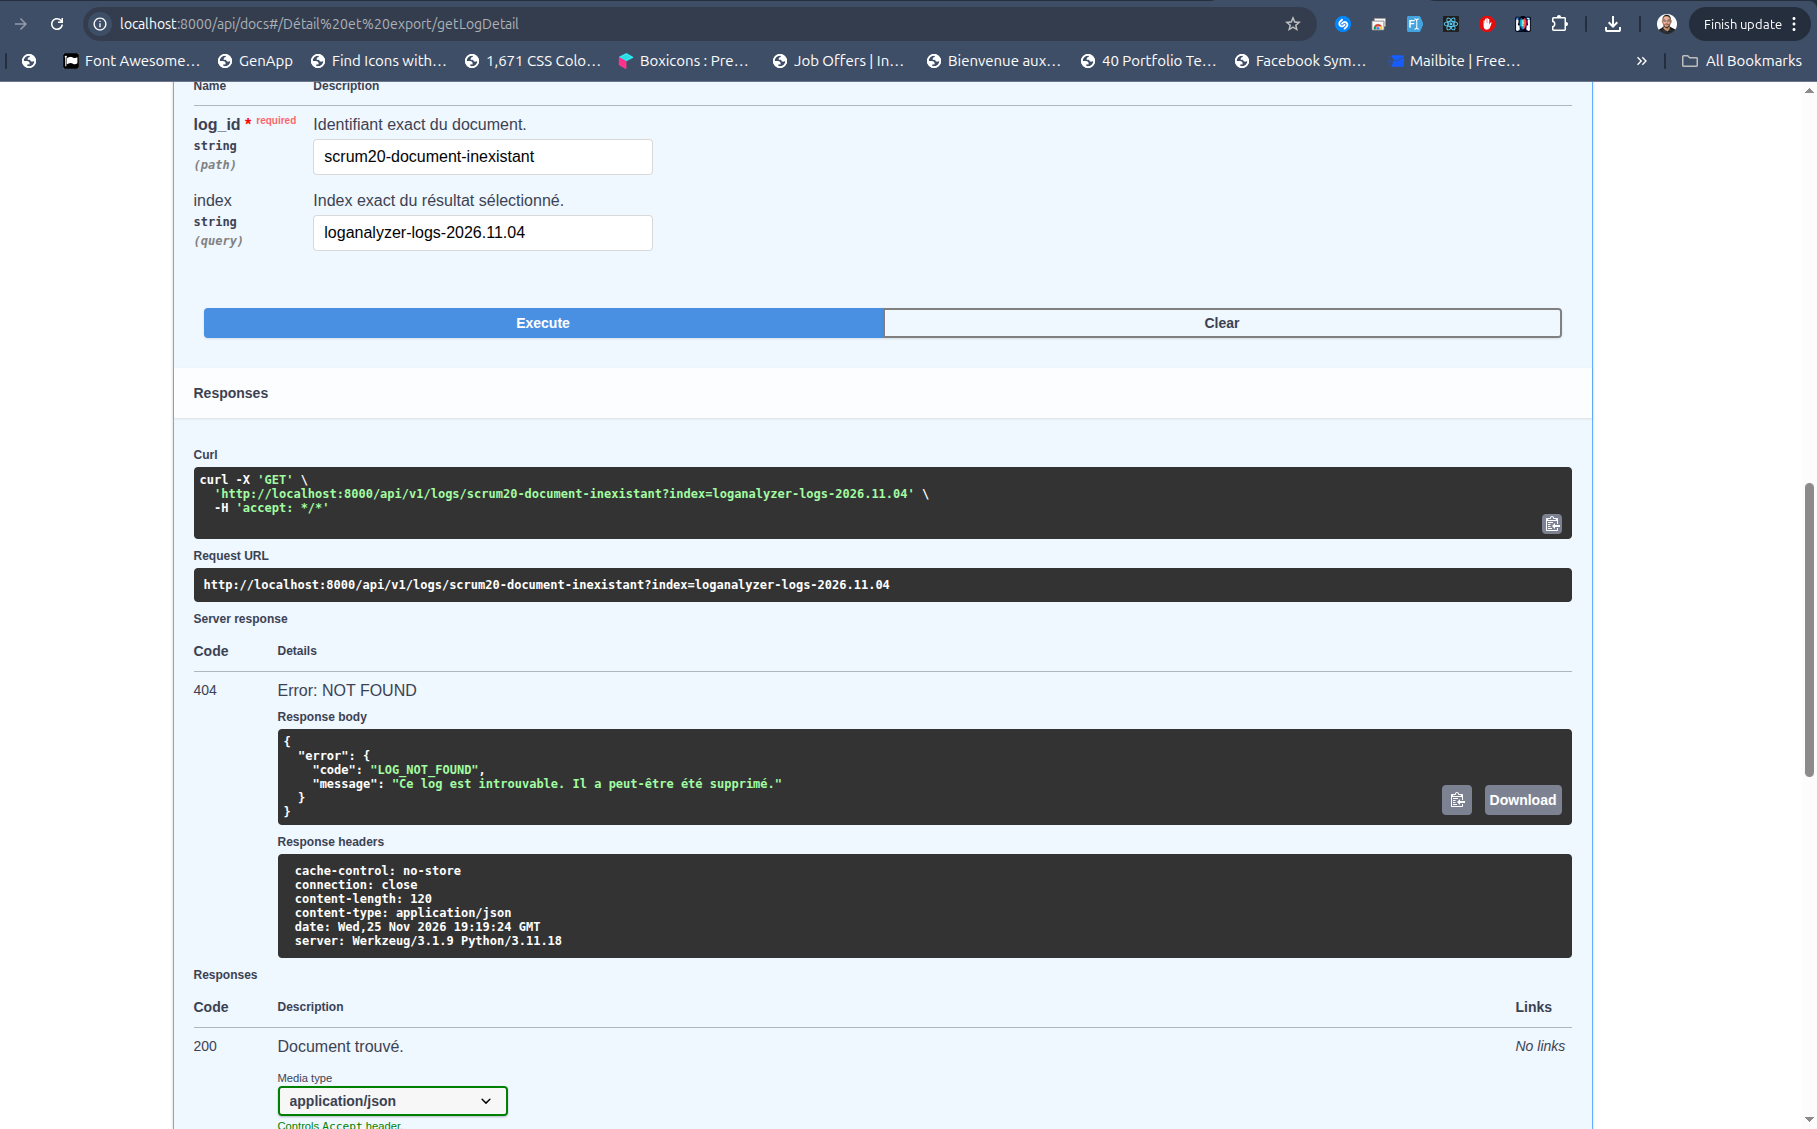 localhost:8000/api/docs#/Détail%20et%20export/getLogDetail
Finish update
Font Awesome…
GenApp
Find Icons with…
1,671 CSS Colo…
Boxicons : Pre…
Job Offers | In…
Bienvenue aux…
40 Portfolio Te…
Facebook Sym…
Mailbite | Free…
»
All Bookmarks
Name Description
log_id * required
Identifiant exact du document.
string
(path)
scrum20-document-inexistant
index
Index exact du résultat sélectionné.
string
(query)
loganalyzer-logs-2026.11.04
Execute
Clear
Responses
Curl
curl -X 'GET' \
'http://localhost:8000/api/v1/logs/scrum20-document-inexistant?index=loganalyzer-logs-2026.11.04' \
-H 'accept: */*'
Request URL
http://localhost:8000/api/v1/logs/scrum20-document-inexistant?index=loganalyzer-logs-2026.11.04
Server response
Code Details
404 Error: NOT FOUND
Response body
{
"error": {
"code": "LOG_NOT_FOUND",
"message": "Ce log est introuvable. Il a peut-être été supprimé."
}
}
Download
Response headers
cache-control: no-store
connection: close
content-length: 120
content-type: application/json
date: Wed,25 Nov 2026 19:19:24 GMT
server: Werkzeug/3.1.9 Python/3.11.18
Responses
Code Description Links
200 Document trouvé. No links
Media type
application/json
Controls Accept header.